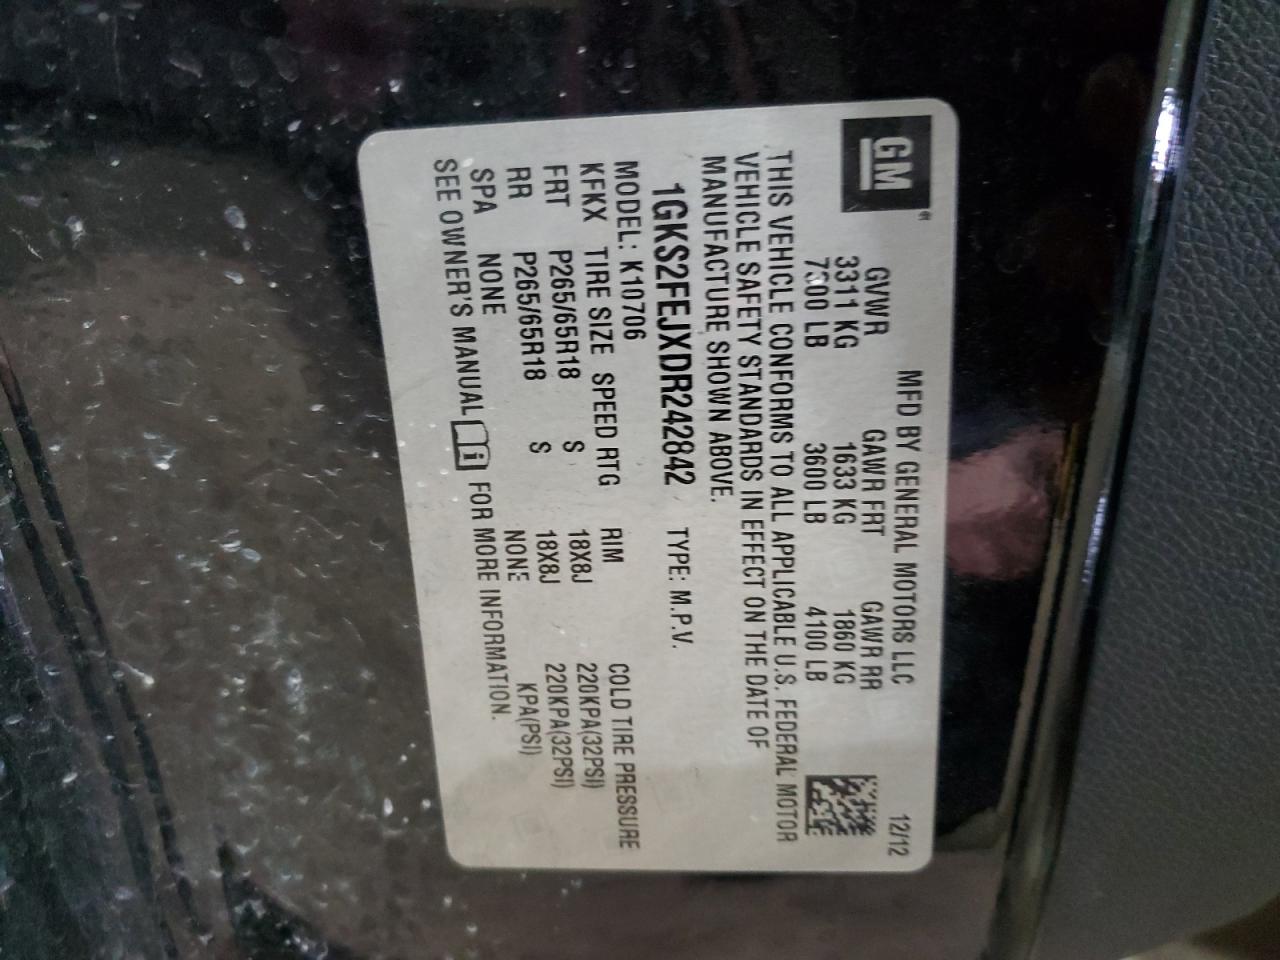 GM
MFD BY GENERAL MOTORS LLC 12/12
GVWR GAWR FRT GAWR RR
3311 KG 1633 KG 1860 KG
7300 LB 3600 LB 4100 LB
THIS VEHICLE CONFORMS TO ALL APPLICABLE U.S. FEDERAL MOTOR
VEHICLE SAFETY STANDARDS IN EFFECT ON THE DATE OF
MANUFACTURE SHOWN ABOVE.
1GKS2FEJXDR242842 TYPE: M.P.V.
MODEL: K10706
KFKX TIRE SIZE SPEED RTG RIM COLD TIRE PRESSURE
FRT P265/65R18 S 18X8J 220KPA(32PSI)
RR P265/65R18 S 18X8J 220KPA(32PSI)
SPA NONE NONE KPA(PSI)
SEE OWNER'S MANUAL i FOR MORE INFORMATION.